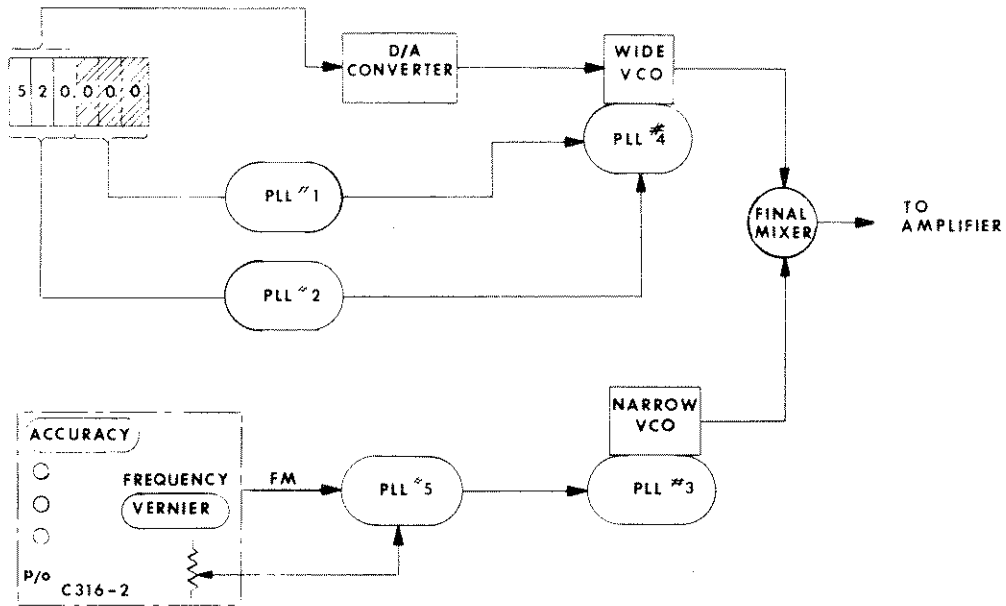 D/A
CONVERTER
WIDE
VCO
5 2 0.0 0 0
PLL #4
PLL #1
FINAL
MIXER
TO
AMPLIFIER
PLL #2
NARROW
VCO
ACCURACY
FREQUENCY
VERNIER
FM
PLL #5
PLL #3
P/o
C316-2